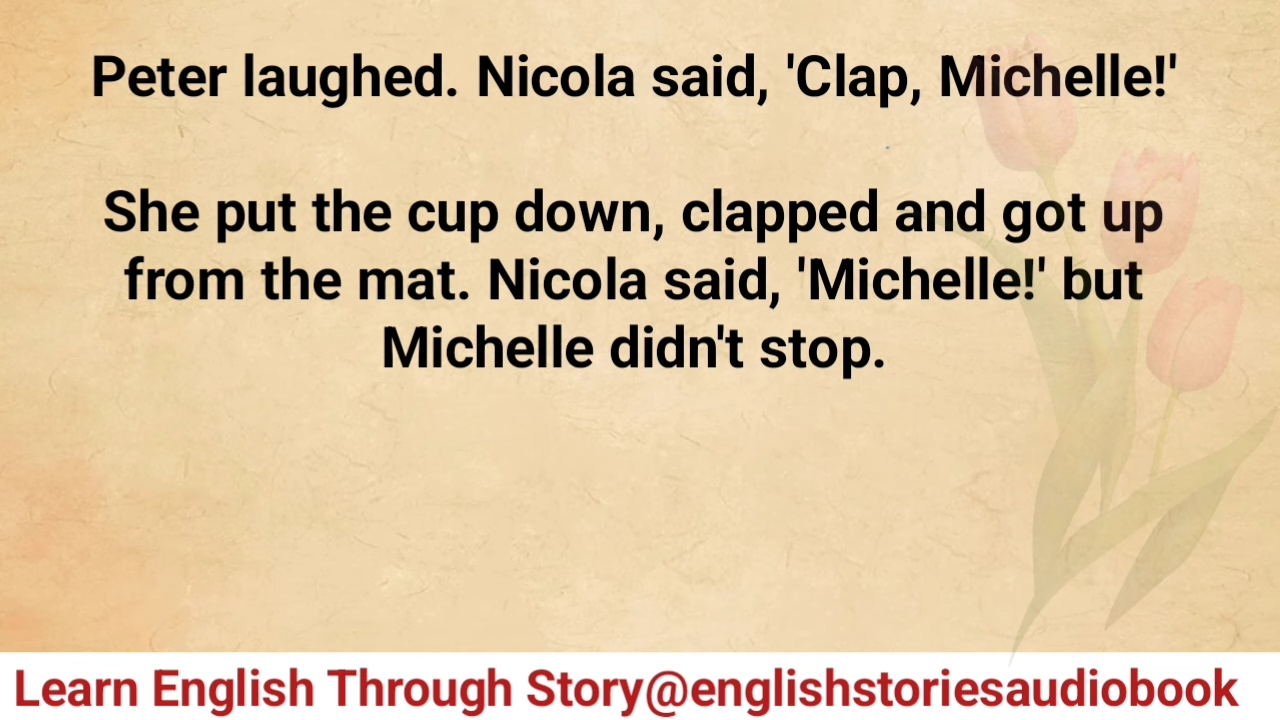 Peter laughed. Nicola said, 'Clap, Michelle!'
She put the cup down, clapped and got up
from the mat. Nicola said, 'Michelle!' but
Michelle didn't stop.
Learn English Through Story@englishstoriesaudiobook